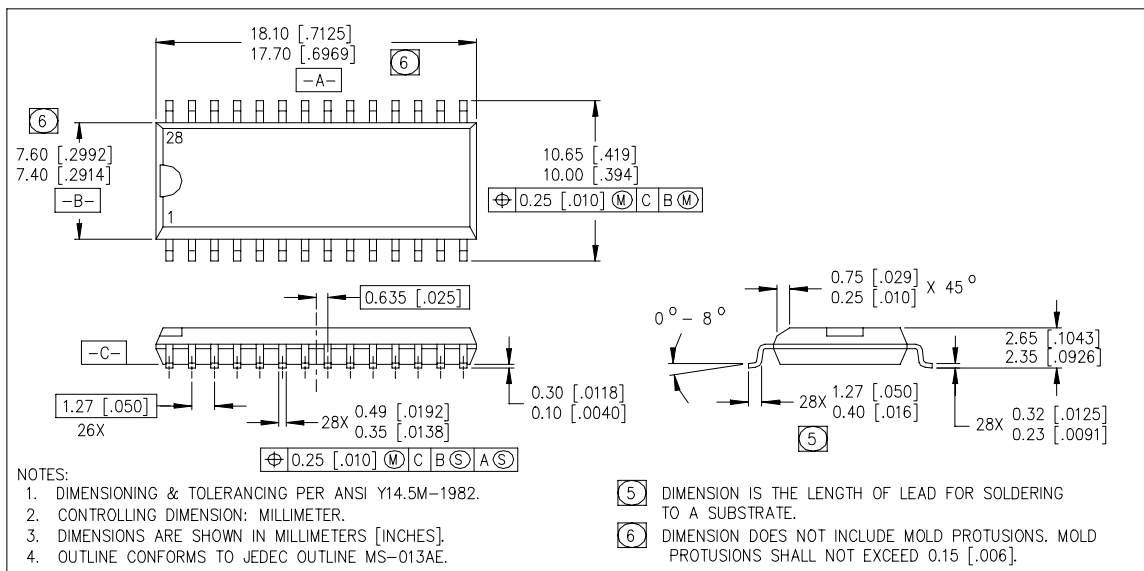 18.10 [.7125]
17.70 [.6969]
6
-A-
6
7.60 [.2992]
7.40 [.2914]
-B-
28
1
10.65 [.419]
10.00 [.394]
⌖ 0.25 [.010] Ⓜ C B Ⓜ
0.635 [.025]
-C-
1.27 [.050]
26X
28X 0.49 [.0192]
0.35 [.0138]
0.30 [.0118]
0.10 [.0040]
⌖ 0.25 [.010] Ⓜ C B Ⓢ A Ⓢ
0.75 [.029]
0.25 [.010] X 45°
0° - 8°
2.65 [.1043]
2.35 [.0926]
28X 1.27 [.050]
0.40 [.016]
5
28X 0.32 [.0125]
0.23 [.0091]
NOTES:
1. DIMENSIONING & TOLERANCING PER ANSI Y14.5M-1982.
2. CONTROLLING DIMENSION: MILLIMETER.
3. DIMENSIONS ARE SHOWN IN MILLIMETERS [INCHES].
4. OUTLINE CONFORMS TO JEDEC OUTLINE MS-013AE.
5 DIMENSION IS THE LENGTH OF LEAD FOR SOLDERING
TO A SUBSTRATE.
6 DIMENSION DOES NOT INCLUDE MOLD PROTUSIONS. MOLD
PROTUSIONS SHALL NOT EXCEED 0.15 [.006].